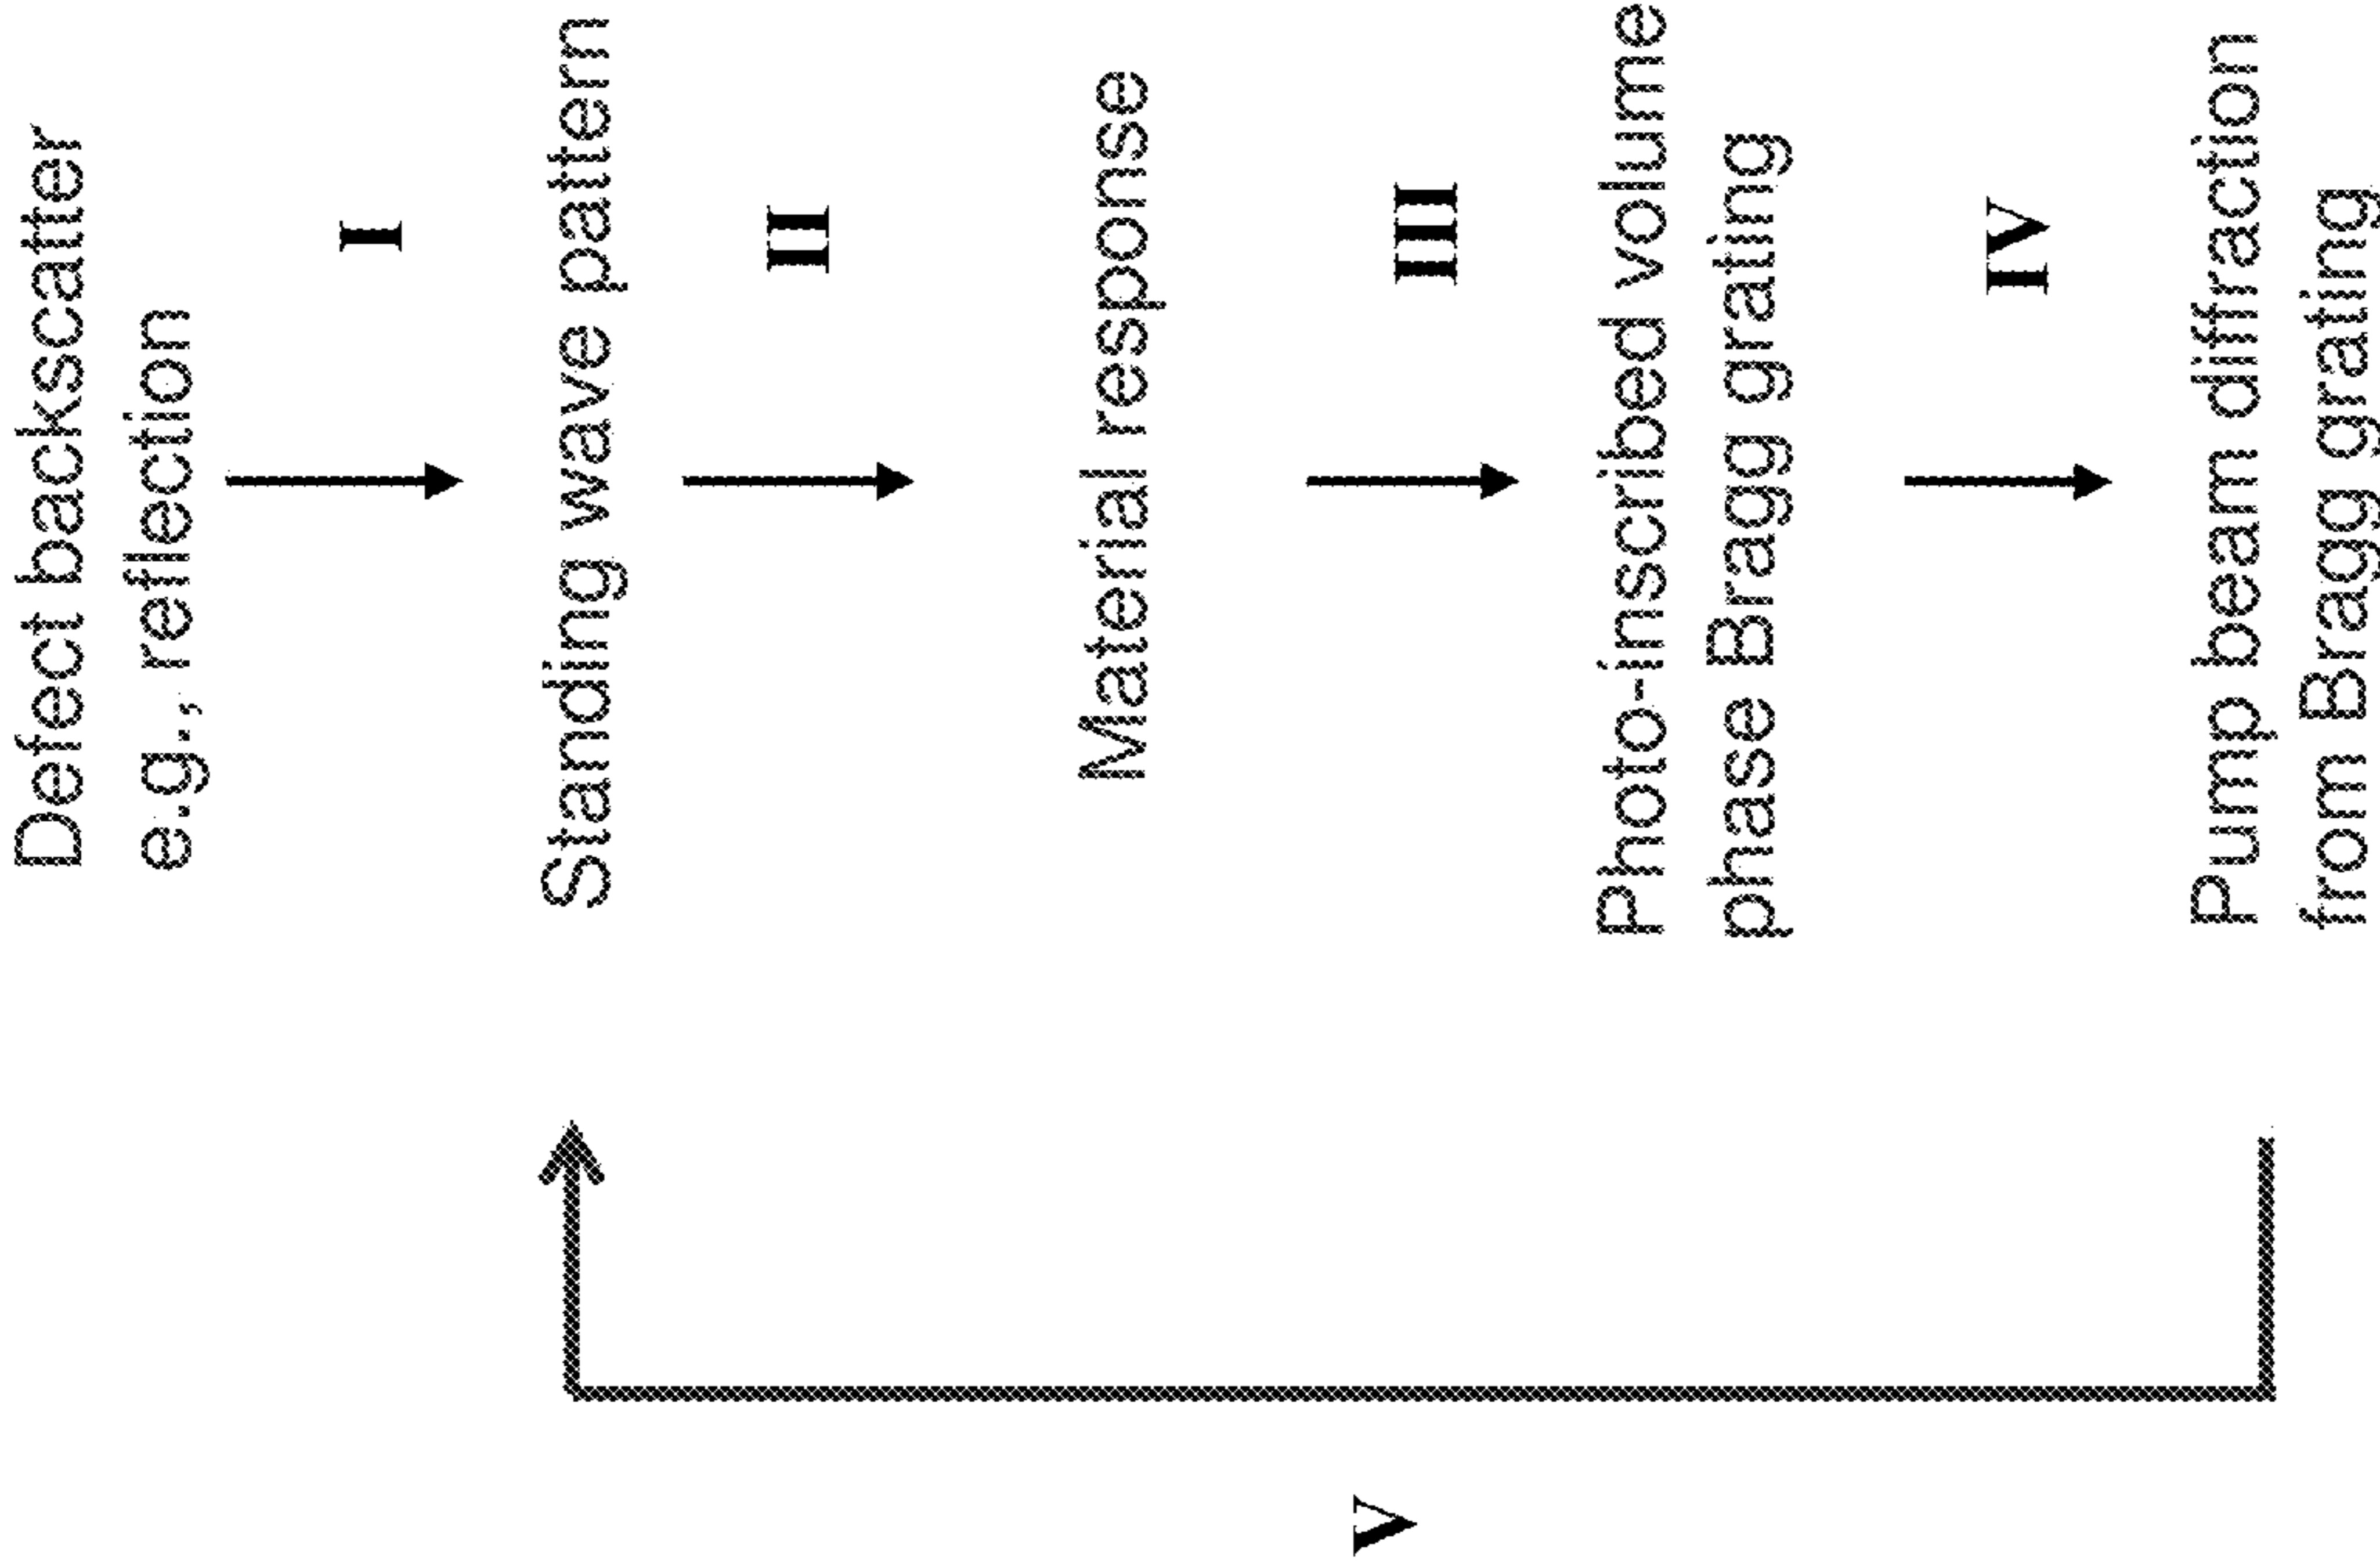 Defect backscatter
e.g., reflection
I
Standing wave pattern
II
Material response
III
Photo-inscribed volume
phase Bragg grating
IV
Pump beam diffraction
from Bragg grating
V